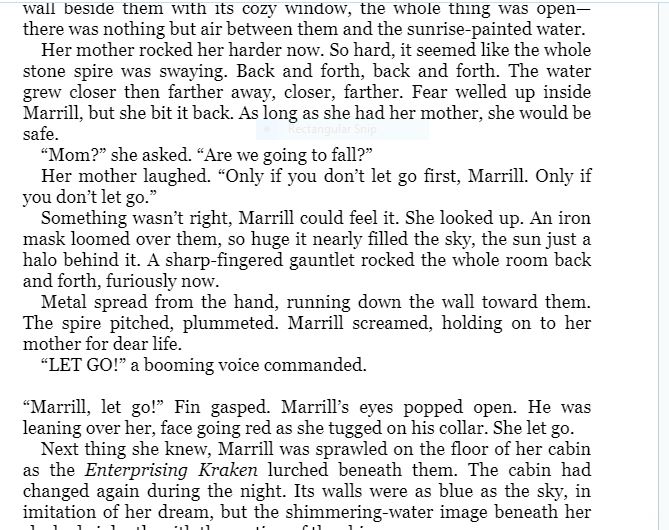 wall beside them with its cozy window, the whole thing was open—
there was nothing but air between them and the sunrise-painted water.
Her mother rocked her harder now. So hard, it seemed like the whole
stone spire was swaying. Back and forth, back and forth. The water
grew closer then farther away, closer, farther. Fear welled up inside
Marrill, but she bit it back. As long as she had her mother, she would be
safe.
Rectangular Snip
“Mom?” she asked. “Are we going to fall?”
Her mother laughed. “Only if you don’t let go first, Marrill. Only if
you don’t let go.”
Something wasn’t right, Marrill could feel it. She looked up. An iron
mask loomed over them, so huge it nearly filled the sky, the sun just a
halo behind it. A sharp-fingered gauntlet rocked the whole room back
and forth, furiously now.
Metal spread from the hand, running down the wall toward them.
The spire pitched, plummeted. Marrill screamed, holding on to her
mother for dear life.
“LET GO!” a booming voice commanded.
“Marrill, let go!” Fin gasped. Marrill’s eyes popped open. He was
leaning over her, face going red as she tugged on his collar. She let go.
Next thing she knew, Marrill was sprawled on the floor of her cabin
as the Enterprising Kraken lurched beneath them. The cabin had
changed again during the night. Its walls were as blue as the sky, in
imitation of her dream, but the shimmering-water image beneath her